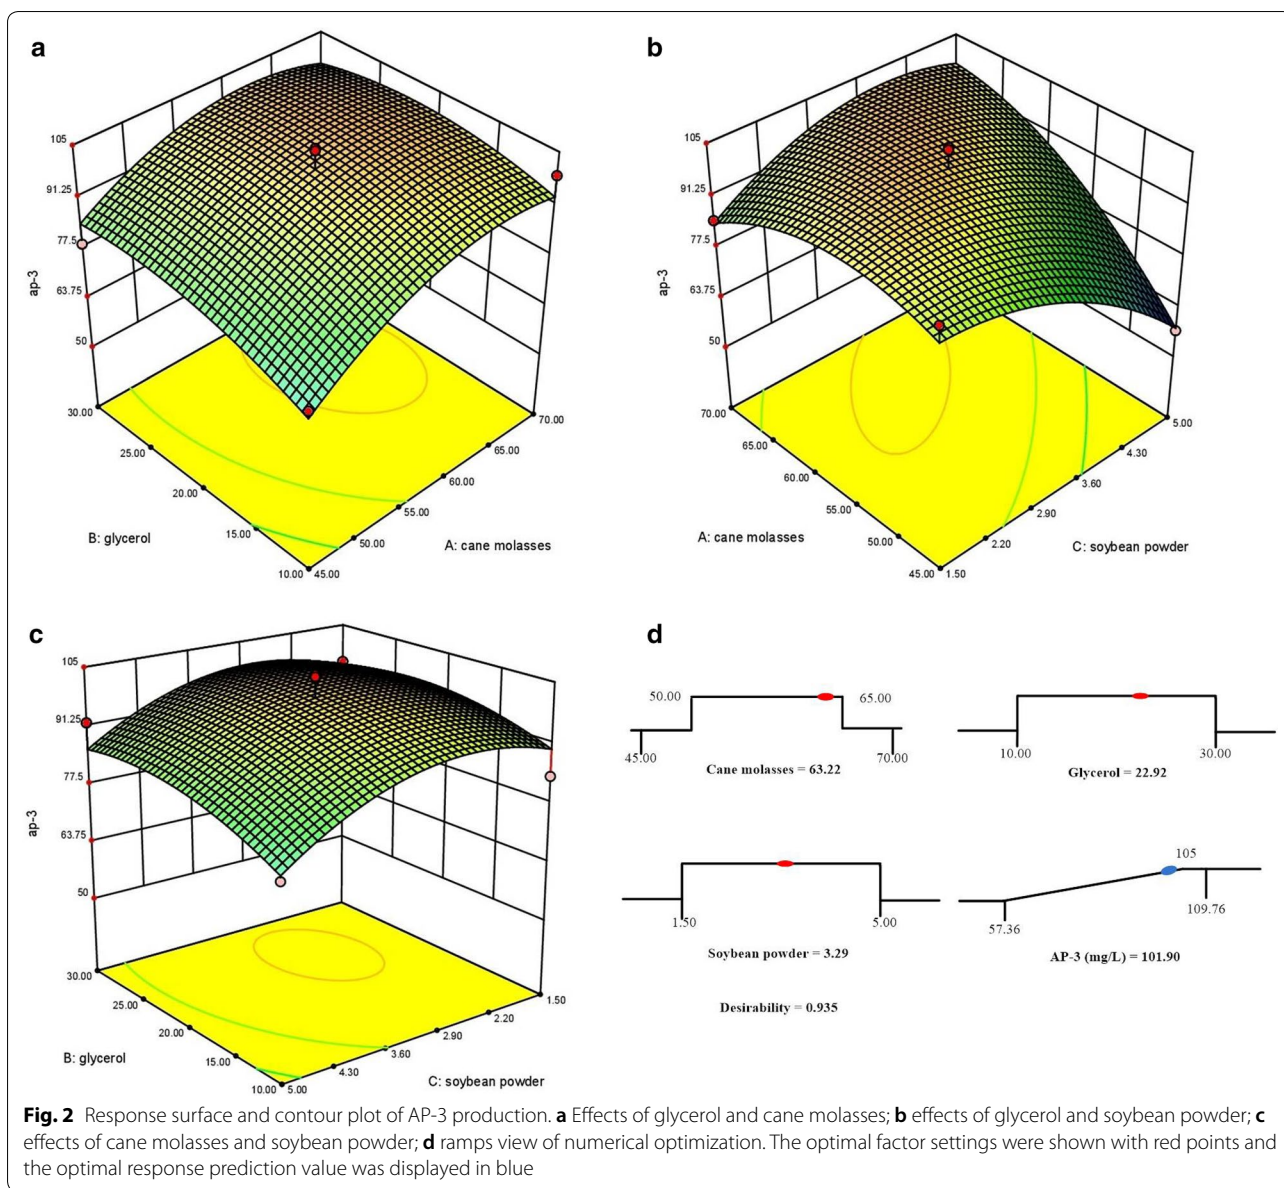 a
105
91.25
77.5
63.75
50
ap-3
30.00
25.00
20.00
15.00
10.00
45.00
50.00
55.00
60.00
65.00
70.00
B: glycerol
A: cane molasses
b
105
91.25
77.5
63.75
50
ap-3
70.00
65.00
60.00
55.00
50.00
45.00
1.50
2.20
2.90
3.60
4.30
5.00
A: cane molasses
C: soybean powder
c
105
91.25
77.5
63.75
50
ap-3
30.00
25.00
20.00
15.00
10.00
5.00
4.30
3.60
2.90
2.20
1.50
B: glycerol
C: soybean powder
d
50.00
65.00
45.00
70.00
Cane molasses = 63.22
10.00
30.00
Glycerol = 22.92
1.50
5.00
Soybean powder = 3.29
105
57.36
109.76
AP-3 (mg/L) = 101.90
Desirability = 0.935
Fig. 2 Response surface and contour plot of AP-3 production. a Effects of glycerol and cane molasses; b effects of glycerol and soybean powder; c
effects of cane molasses and soybean powder; d ramps view of numerical optimization. The optimal factor settings were shown with red points and
the optimal response prediction value was displayed in blue